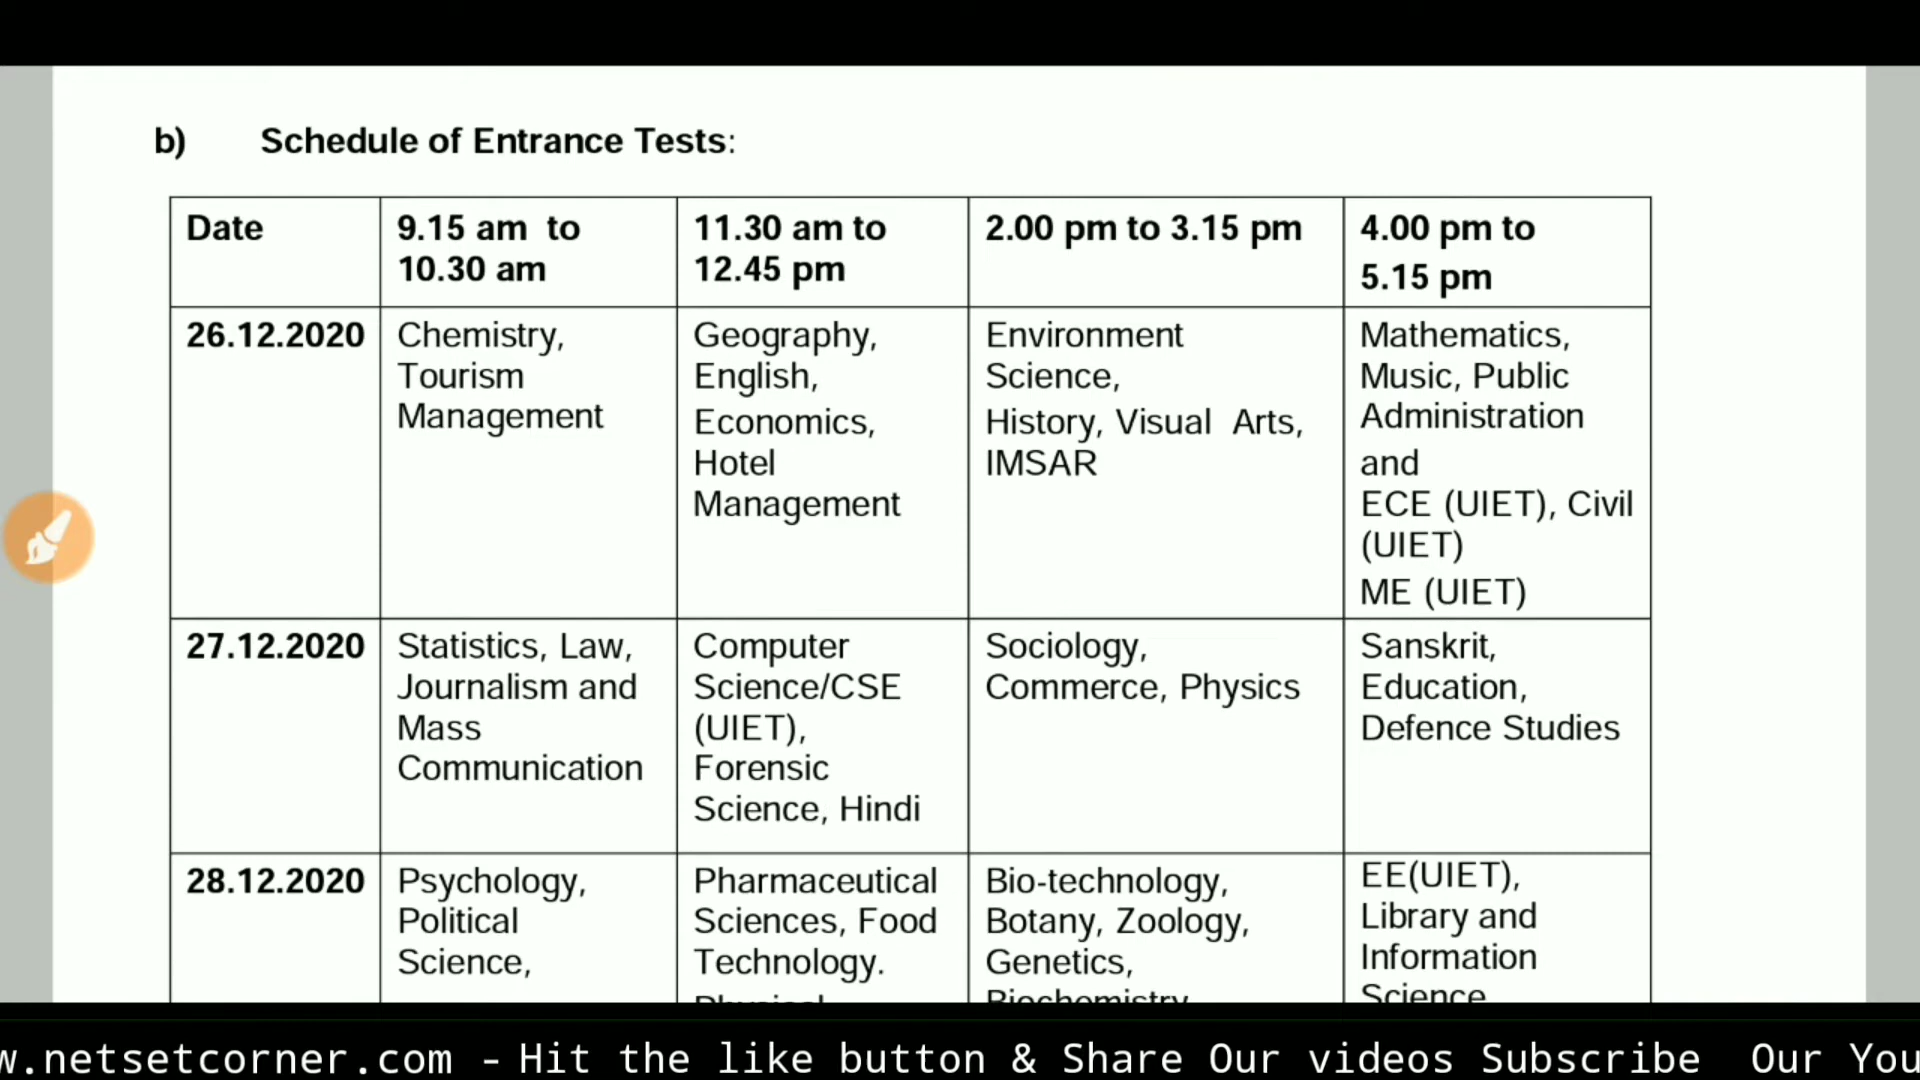 b) Schedule of Entrance Tests:
Date
9.15 am to
10.30 am
11.30 am to
12.45 pm
2.00 pm to 3.15 pm
4.00 pm to
5.15 pm
26.12.2020
Chemistry,
Tourism
Management
Geography,
English,
Economics,
Hotel
Management
Environment
Science,
History, Visual Arts,
IMSAR
Mathematics,
Music, Public
Administration
and
ECE (UIET), Civil
(UIET)
ME (UIET)
27.12.2020
Statistics, Law,
Journalism and
Mass
Communication
Computer
Science/CSE
(UIET),
Forensic
Science, Hindi
Sociology,
Commerce, Physics
Sanskrit,
Education,
Defence Studies
28.12.2020
Psychology,
Political
Science,
Pharmaceutical
Sciences, Food
Technology.
Physical
Bio-technology,
Botany, Zoology,
Genetics,
Biochemistry
EE(UIET),
Library and
Information
Science
w.netsetcorner.com - Hit the like button & Share Our videos Subscribe Our You